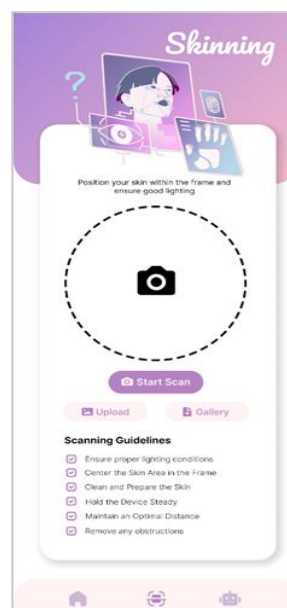 Skinning
?
Position your skin within the frame and
ensure good lighting
Start Scan
Upload
Gallery
Scanning Guidelines
Ensure proper lighting conditions
Center the Skin Area in the Frame
Clean and Prepare the Skin
Hold the Device Steady
Maintain an Optimal Distance
Remove any obstructions